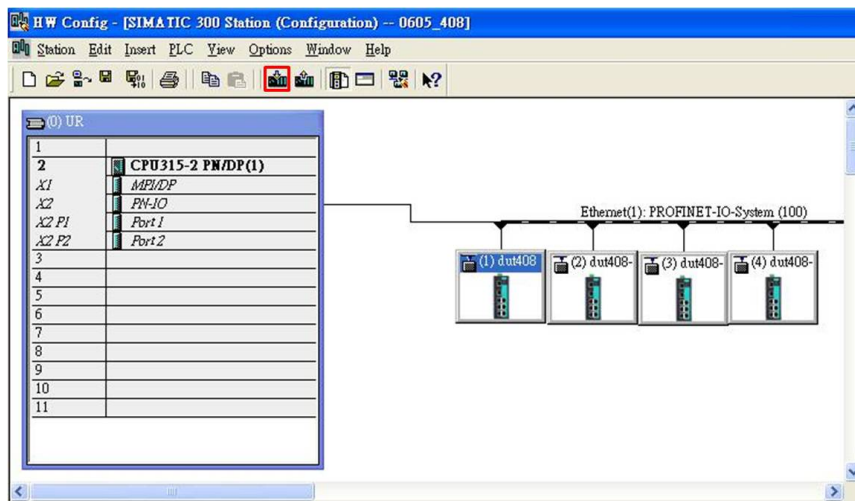 HW Config - [SIMATIC 300 Station (Configuration) -- 0605_408]
Station Edit Insert PLC View Options Window Help
(0) UR
1
2 CPU315-2 PN/DP(1)
X1 MPI/DP
X2 PN-IO
X2 P1 Port 1
X2 P2 Port 2
3
4
5
6
7
8
9
10
11
Ethernet(1): PROFINET-IO-System (100)
(1) dut408 (2) dut408- (3) dut408- (4) dut408-